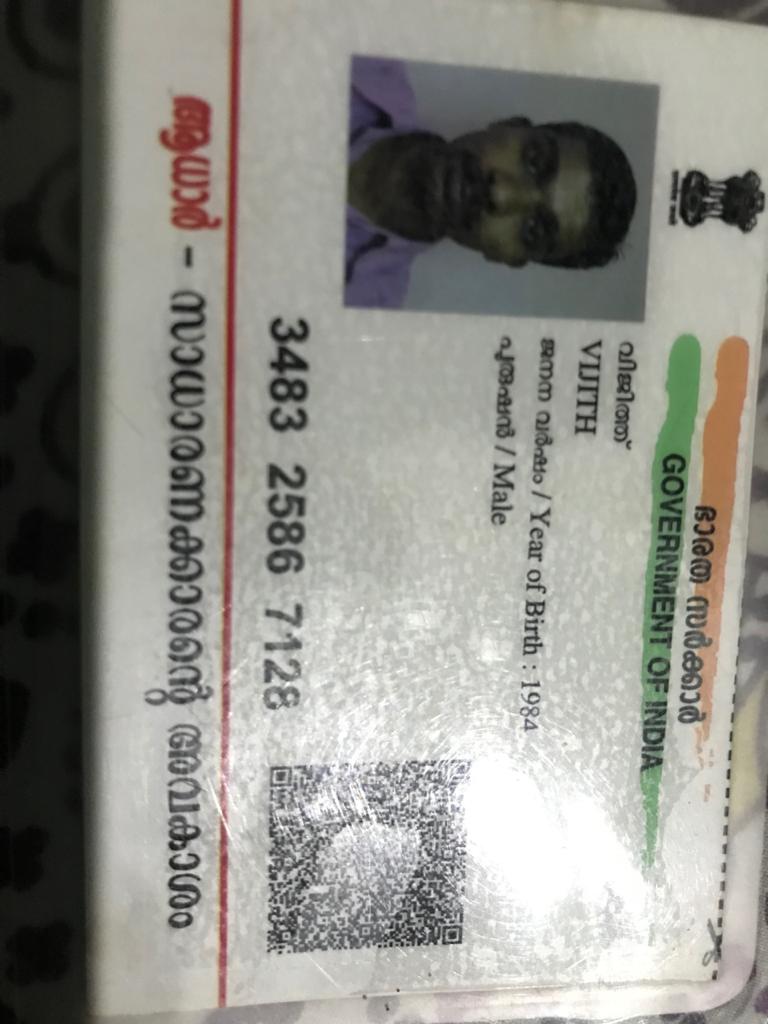 ഭാരത സർക്കാർ
GOVERNMENT OF INDIA
വിജിത്ത്
VIJITH
ജനന വർഷം / Year of Birth : 1984
പുരുഷൻ / Male
3483 2586 7128
ആധാർ - സാധാരണക്കാരന്റെ അവകാശം